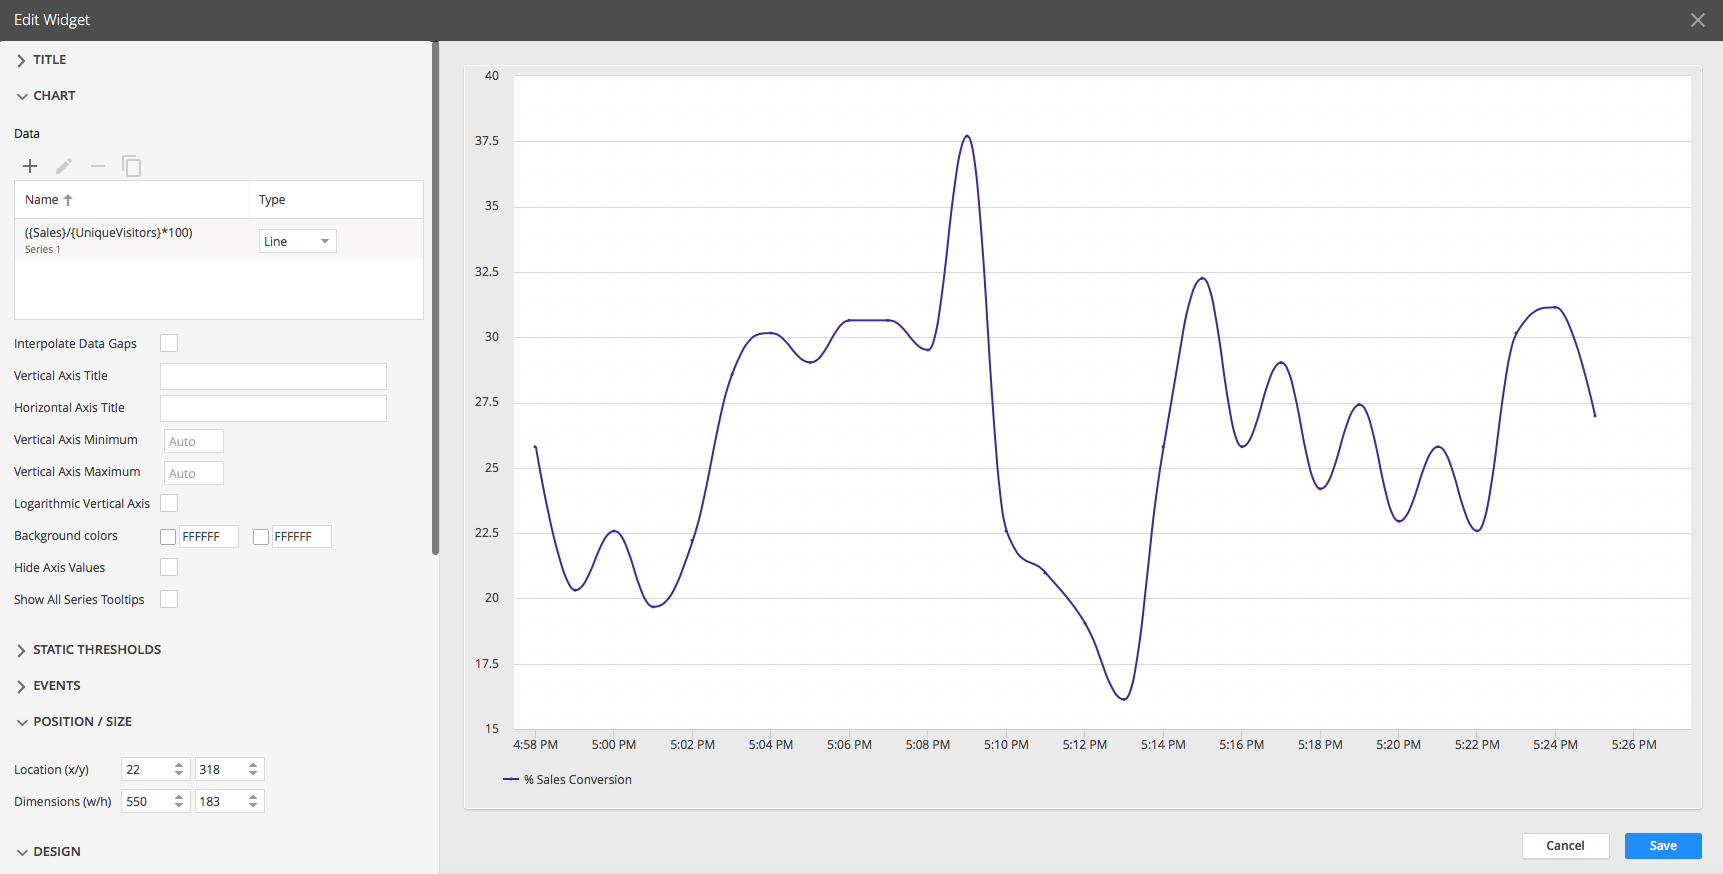 Edit Widget
TITLE
CHART
Data
Name Type
({Sales}/{UniqueVisitors}*100)
Series 1
Line
Interpolate Data Gaps
Vertical Axis Title
Horizontal Axis Title
Vertical Axis Minimum Auto
Vertical Axis Maximum Auto
Logarithmic Vertical Axis
Background colors FFFFFF FFFFFF
Hide Axis Values
Show All Series Tooltips
STATIC THRESHOLDS
EVENTS
POSITION / SIZE
Location (x/y) 22 318
Dimensions (w/h) 550 183
DESIGN
40
37.5
35
32.5
30
27.5
25
22.5
20
17.5
15
4:58 PM 5:00 PM 5:02 PM 5:04 PM 5:06 PM 5:08 PM 5:10 PM 5:12 PM 5:14 PM 5:16 PM 5:18 PM 5:20 PM 5:22 PM 5:24 PM 5:26 PM
% Sales Conversion
Cancel Save